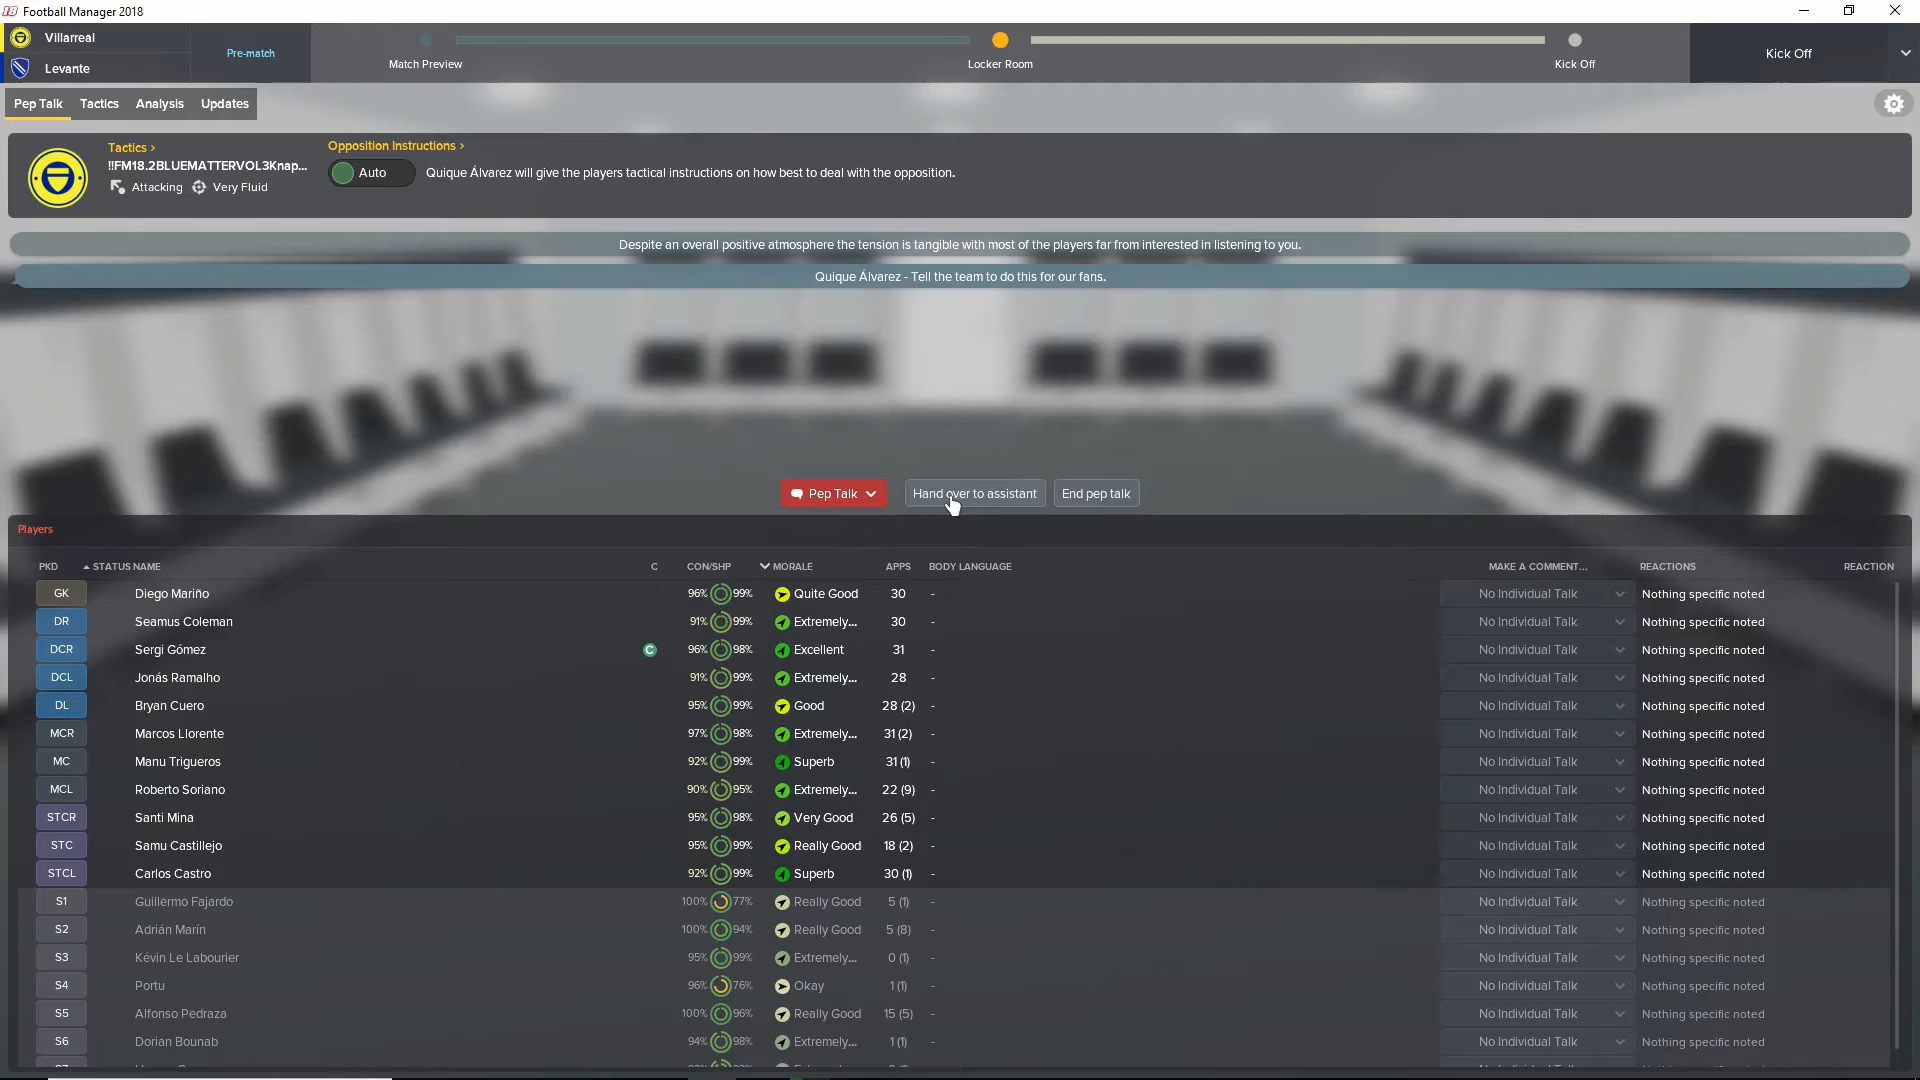 Football Manager 2018
Villarreal
Levante
Pre-match
Match Preview
Locker Room
Kick Off
Kick Off
Pep Talk Tactics Analysis Updates
Tactics >
!!FM18.2BLUEMATTERVOL3Knap...
Attacking Very Fluid
Opposition Instructions >
Auto Quique Álvarez will give the players tactical instructions on how best to deal with the opposition.
Despite an overall positive atmosphere the tension is tangible with most of the players far from interested in listening to you.
Quique Álvarez - Tell the team to do this for our fans.
Pep Talk Hand over to assistant End pep talk
Players
PKD STATUS NAME C CON/SHP MORALE APPS BODY LANGUAGE MAKE A COMMENT... REACTIONS REACTION
GK Diego Mariño 96% 99% Quite Good 30 - No Individual Talk Nothing specific noted
DR Seamus Coleman 91% 99% Extremely... 30 - No Individual Talk Nothing specific noted
DCR Sergi Gómez C 96% 98% Excellent 31 - No Individual Talk Nothing specific noted
DCL Jonás Ramalho 91% 99% Extremely... 28 - No Individual Talk Nothing specific noted
DL Bryan Cuero 95% 99% Good 28 (2) - No Individual Talk Nothing specific noted
MCR Marcos Llorente 97% 98% Extremely... 31 (2) - No Individual Talk Nothing specific noted
MC Manu Trigueros 92% 99% Superb 31 (1) - No Individual Talk Nothing specific noted
MCL Roberto Soriano 90% 95% Extremely... 22 (9) - No Individual Talk Nothing specific noted
STCR Santi Mina 95% 98% Very Good 26 (5) - No Individual Talk Nothing specific noted
STC Samu Castillejo 95% 99% Really Good 18 (2) - No Individual Talk Nothing specific noted
STCL Carlos Castro 92% 99% Superb 30 (1) - No Individual Talk Nothing specific noted
S1 Guillermo Fajardo 100% 77% Really Good 5 (1) - No Individual Talk Nothing specific noted
S2 Adrián Marín 100% 94% Really Good 5 (8) - No Individual Talk Nothing specific noted
S3 Kévin Le Labourier 95% 99% Extremely... 0 (1) - No Individual Talk Nothing specific noted
S4 Portu 96% 76% Okay 1 (1) - No Individual Talk Nothing specific noted
S5 Alfonso Pedraza 100% 96% Really Good 15 (5) - No Individual Talk Nothing specific noted
S6 Dorian Bounab 94% 98% Extremely... 1 (1) - No Individual Talk Nothing specific noted